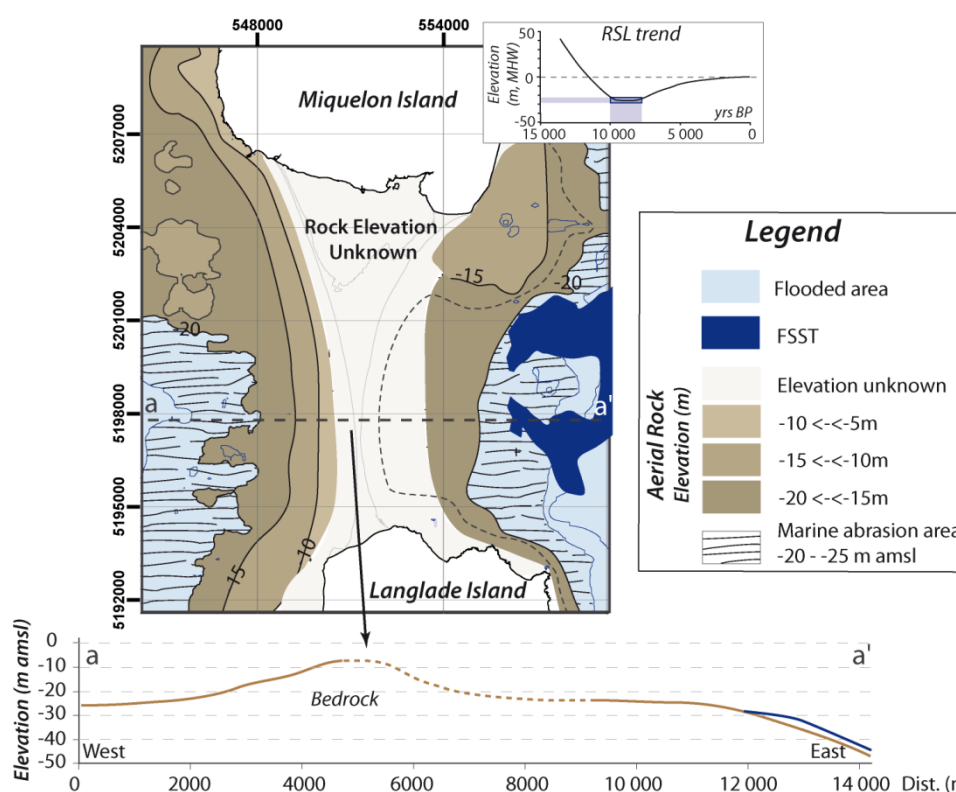 548000
554000
50
0
-50
Elevation
(m, MHW)
RSL trend
yrs BP
15 000
10 000
5 000
0
5207000
5204000
5201000
5198000
5195000
5192000
Miquelon Island
Rock Elevation
Unknown
-15
-20
-20
a
a'
15
10
Langlade Island
Legend
Flooded area
FSST
Aerial Rock
Elevation (m)
Elevation unknown
-10 <-<-5m
-15 <-<-10m
-20 <-<-15m
Marine abrasion area
-20 - -25 m amsl
Elevation (m amsl)
0
-10
-20
-30
-40
-50
a
a'
Bedrock
West
East
0
2000
4000
6000
8000
10 000
12 000
14 000
Dist. (m